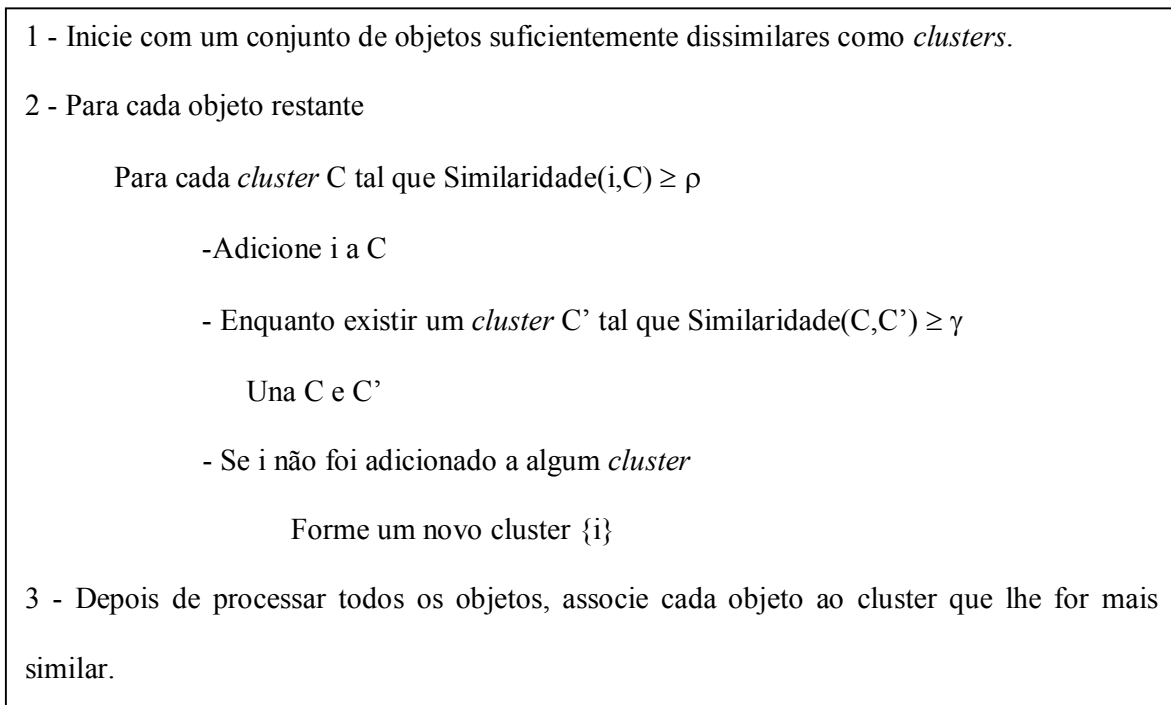 1 - Inicie com um conjunto de objetos suficientemente dissimilares como clusters.
2 - Para cada objeto restante
Para cada cluster C tal que Similaridade(i,C) ≥ ρ
-Adicione i a C
- Enquanto existir um cluster C’ tal que Similaridade(C,C’) ≥ γ
Una C e C’
- Se i não foi adicionado a algum cluster
Forme um novo cluster {i}
3 - Depois de processar todos os objetos, associe cada objeto ao cluster que lhe for mais
similar.